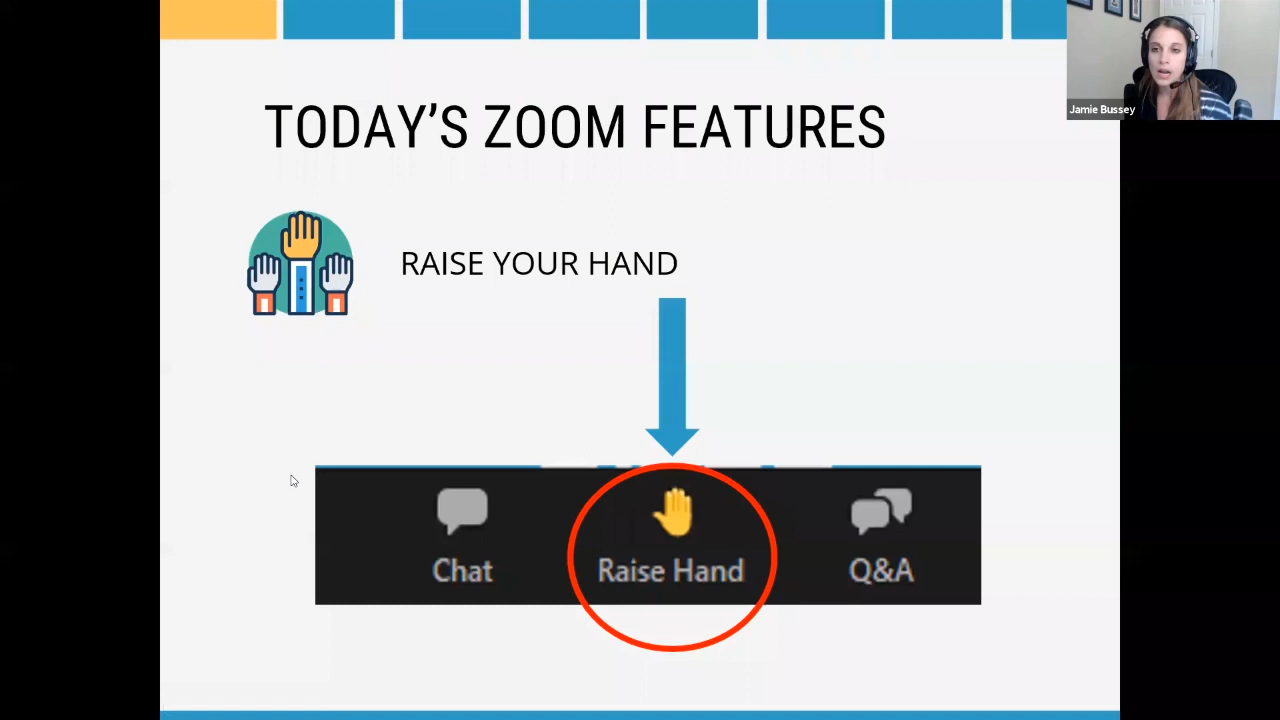 TODAY’S ZOOM FEATURES
Jamie Bussey
RAISE YOUR HAND
Chat
Raise Hand
Q&A